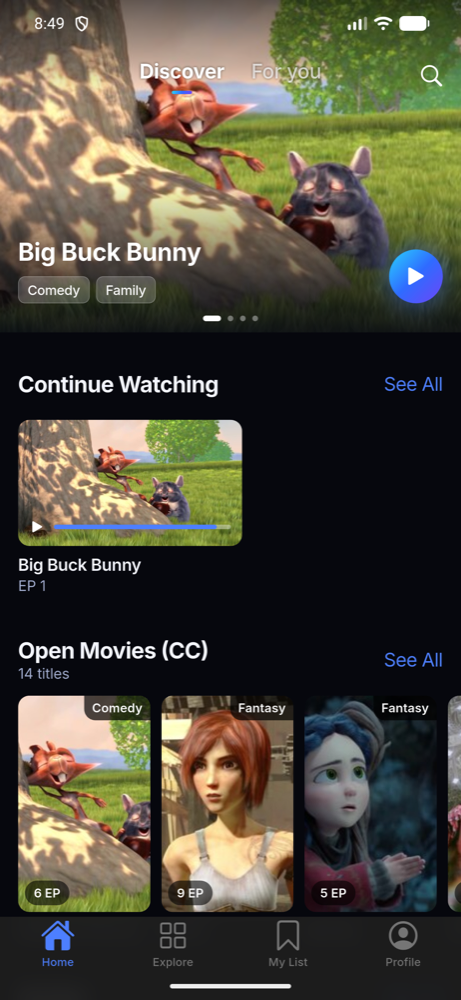 8:49
Discover For you
Big Buck Bunny
Comedy Family
Continue Watching See All
Big Buck Bunny
EP 1
Open Movies (CC) See All
14 titles
Comedy Fantasy Fantasy
6 EP 9 EP 5 EP
Home Explore My List Profile